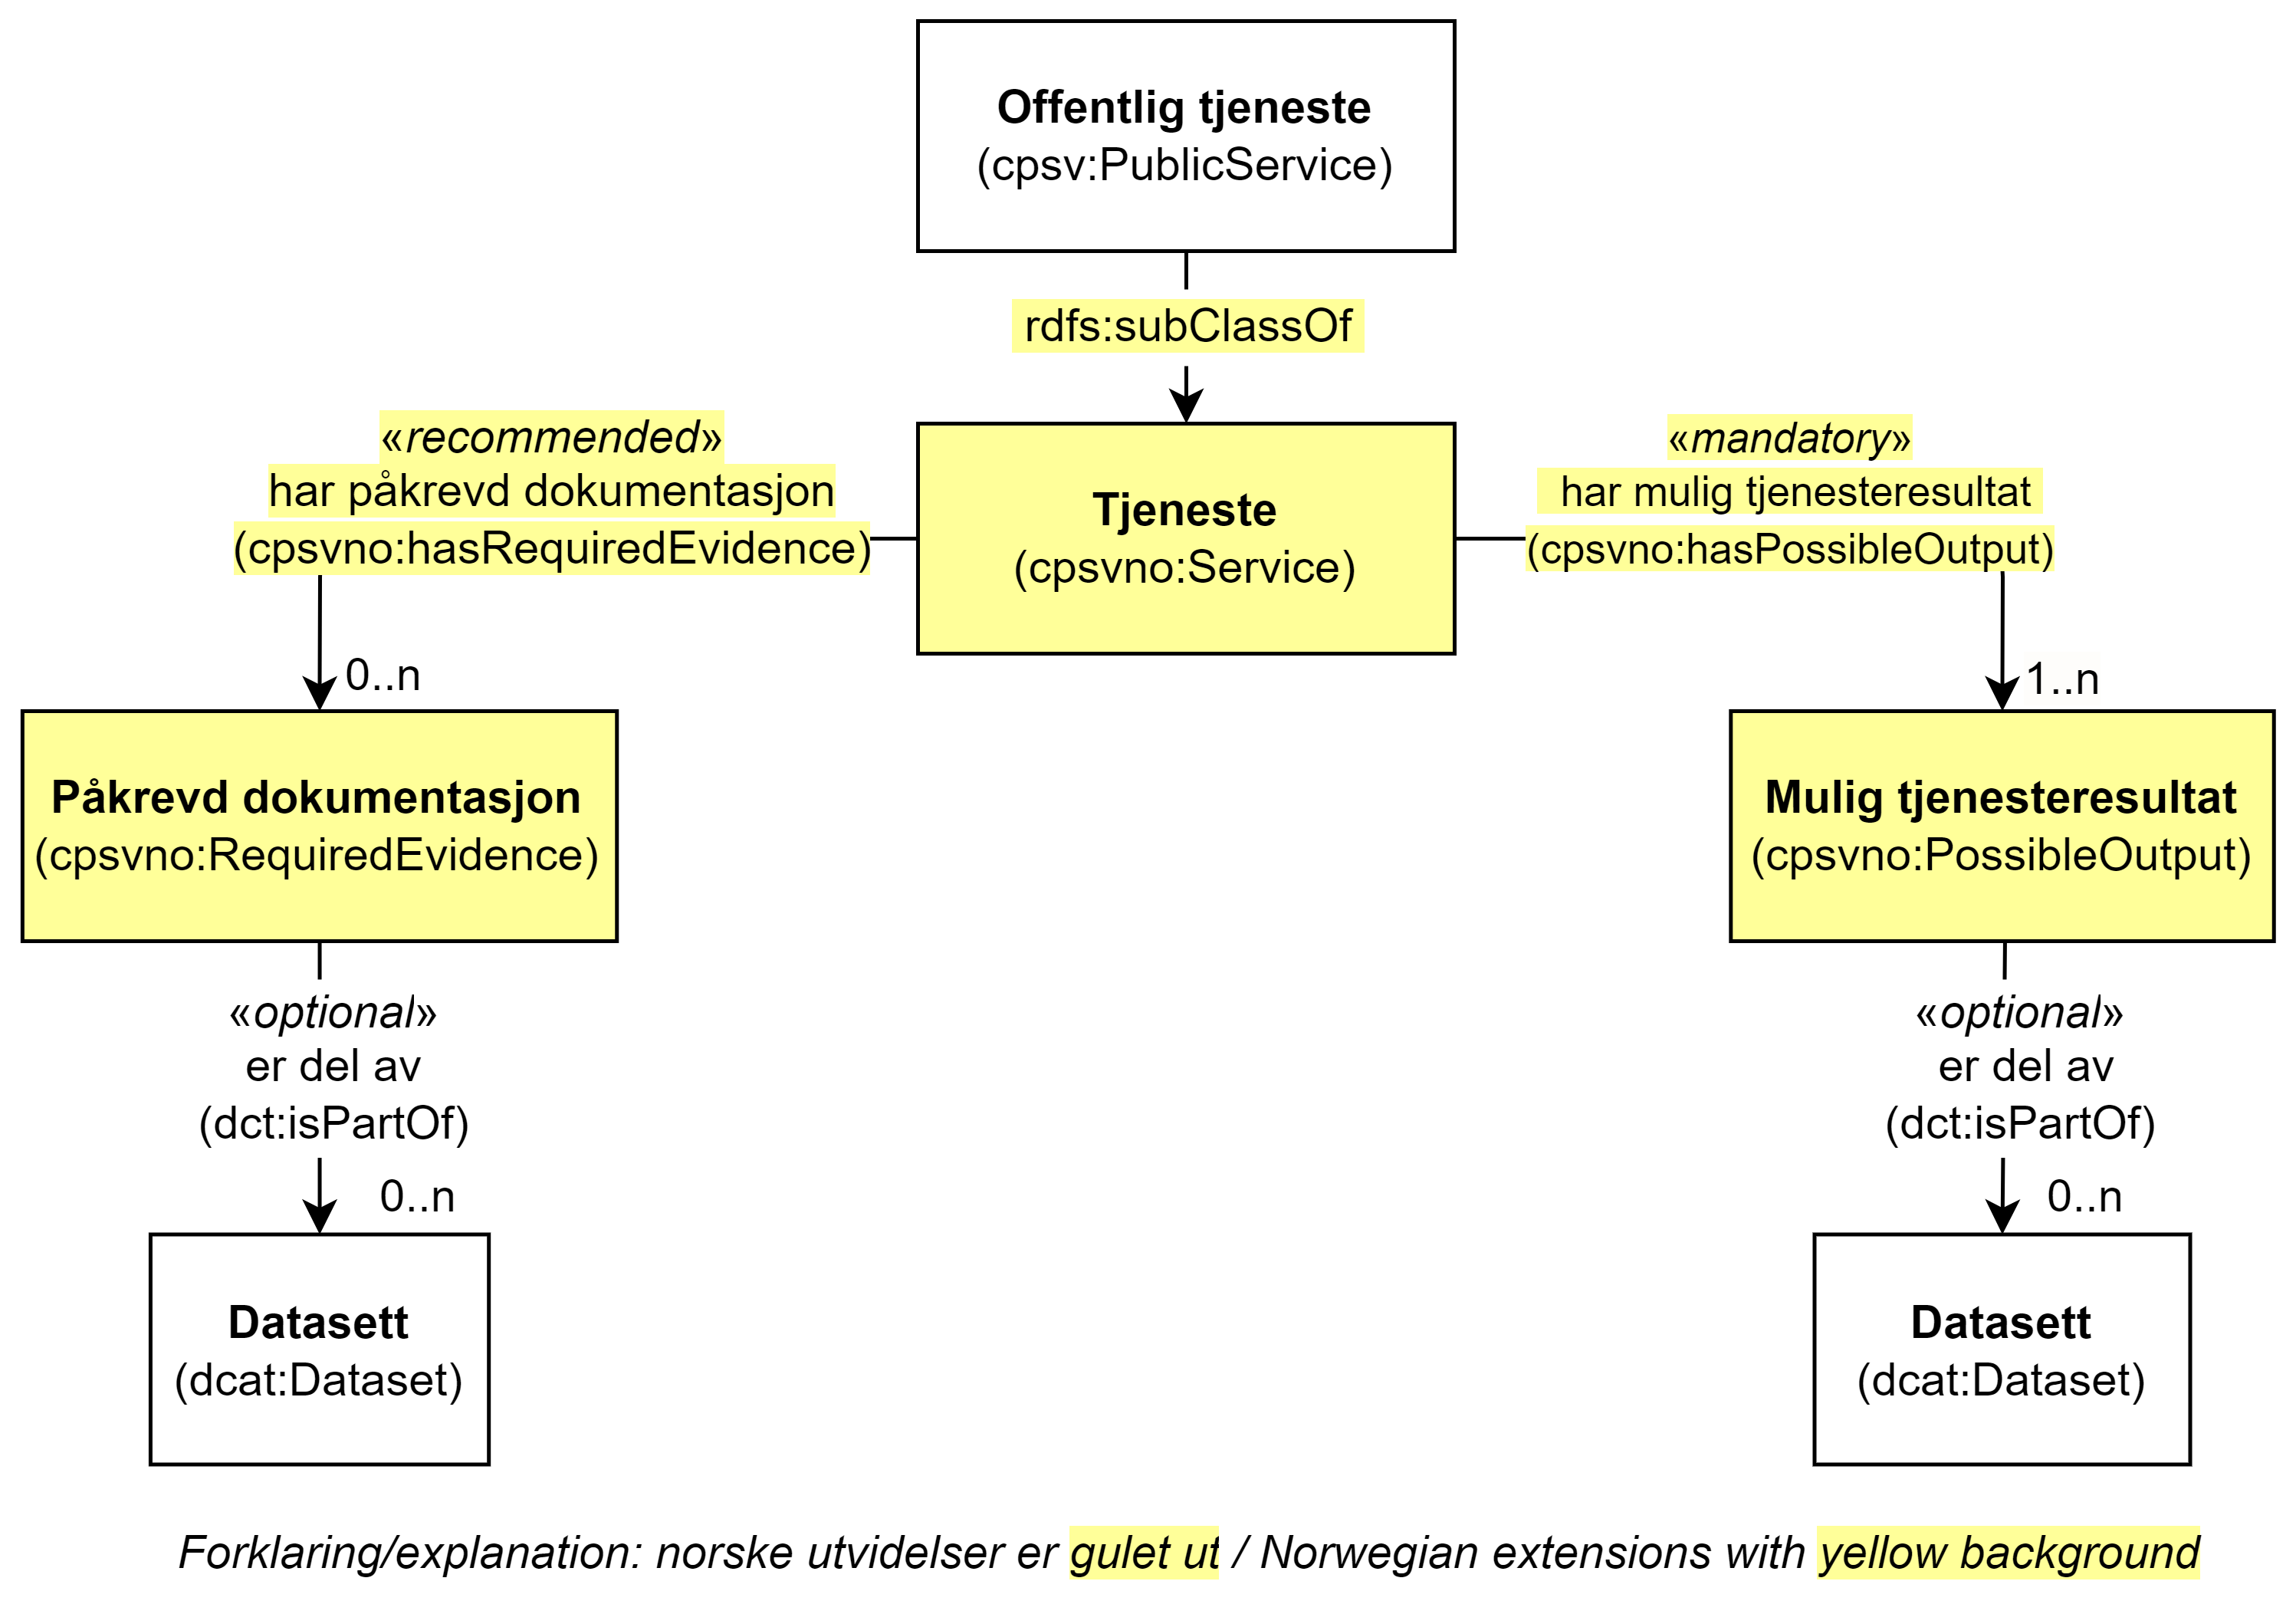 Offentlig tjeneste
(cpsv:PublicService)
rdfs:subClassOf
«recommended»
har påkrevd dokumentasjon
(cpsvno:hasRequiredEvidence)
0..n
Tjeneste
(cpsvno:Service)
«mandatory»
har mulig tjenesteresultat
(cpsvno:hasPossibleOutput)
1..n
Påkrevd dokumentasjon
(cpsvno:RequiredEvidence)
Mulig tjenesteresultat
(cpsvno:PossibleOutput)
«optional»
er del av
(dct:isPartOf)
0..n
«optional»
er del av
(dct:isPartOf)
0..n
Datasett
(dcat:Dataset)
Datasett
(dcat:Dataset)
Forklaring/explanation: norske utvidelser er gulet ut / Norwegian extensions with yellow background